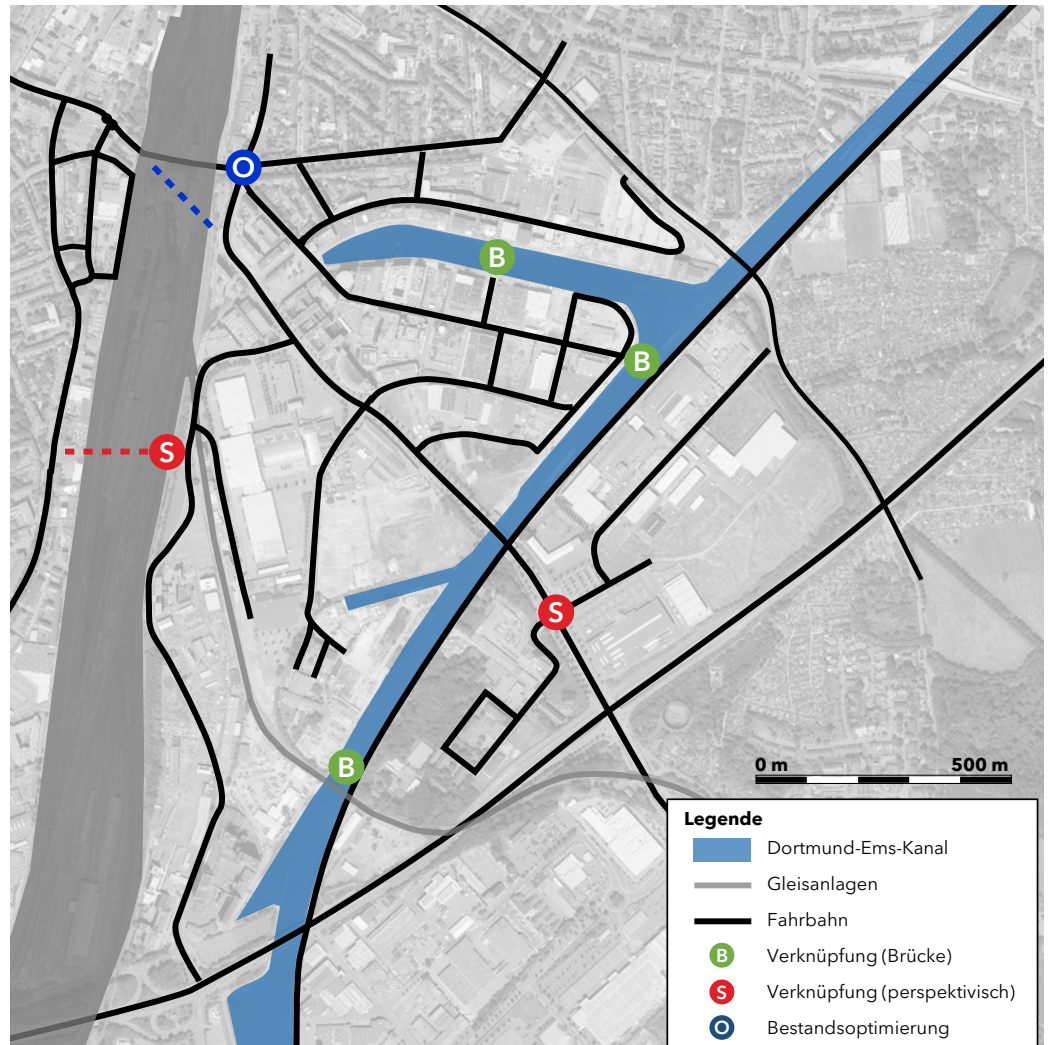 O
B
B
S
S
B
0 m 500 m
Legende
Dortmund-Ems-Kanal
Gleisanlagen
Fahrbahn
B Verknüpfung (Brücke)
S Verknüpfung (perspektivisch)
O Bestandsoptimierung